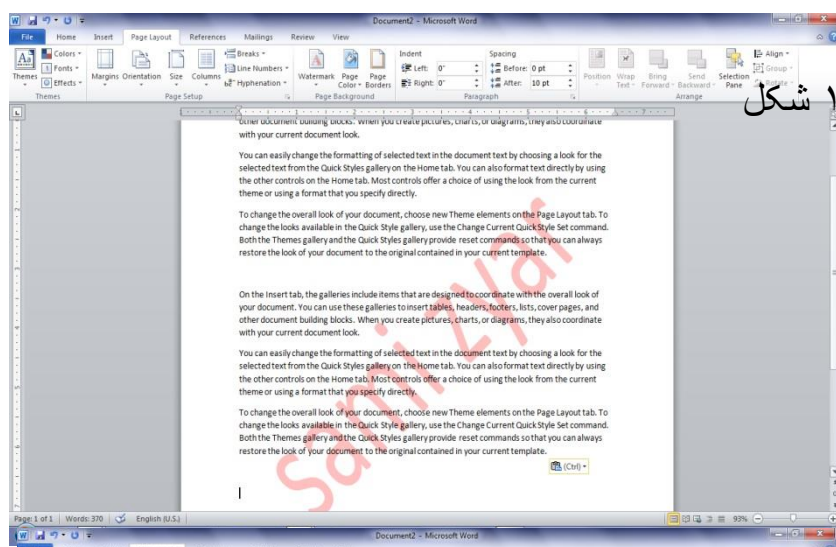 Document2 - Microsoft Word
File Home Insert Page Layout References Mailings Review View
Themes
Colors
Fonts
Effects
Themes
Margins Orientation Size Columns
Breaks
Line Numbers
Hyphenation
Page Setup
Watermark Page Color Page Borders
Page Background
Indent
Left: 0"
Right: 0"
Spacing
Before: 0 pt
After: 10 pt
Paragraph
Position Wrap Text Bring Forward Send Backward Selection Pane
Align
Group
Rotate
Arrange
١ شكل
other document building blocks. When you create pictures, charts, or diagrams, they also coordinate
with your current document look.
You can easily change the formatting of selected text in the document text by choosing a look for the
selected text from the Quick Styles gallery on the Home tab. You can also format text directly by using
the other controls on the Home tab. Most controls offer a choice of using the look from the current
theme or using a format that you specify directly.
To change the overall look of your document, choose new Theme elements on the Page Layout tab. To
change the looks available in the Quick Style gallery, use the Change Current Quick Style Set command.
Both the Themes gallery and the Quick Styles gallery provide reset commands so that you can always
restore the look of your document to the original contained in your current template.
On the Insert tab, the galleries include items that are designed to coordinate with the overall look of
your document. You can use these galleries to insert tables, headers, footers, lists, cover pages, and
other document building blocks. When you create pictures, charts, or diagrams, they also coordinate
with your current document look.
You can easily change the formatting of selected text in the document text by choosing a look for the
selected text from the Quick Styles gallery on the Home tab. You can also format text directly by using
the other controls on the Home tab. Most controls offer a choice of using the look from the current
theme or using a format that you specify directly.
To change the overall look of your document, choose new Theme elements on the Page Layout tab. To
change the looks available in the Quick Style gallery, use the Change Current Quick Style Set command.
Both the Themes gallery and the Quick Styles gallery provide reset commands so that you can always
restore the look of your document to the original contained in your current template.
sami zyar
(Ctrl)
Page: 1 of 1 Words: 370 English (U.S.) 93%
Document2 - Microsoft Word